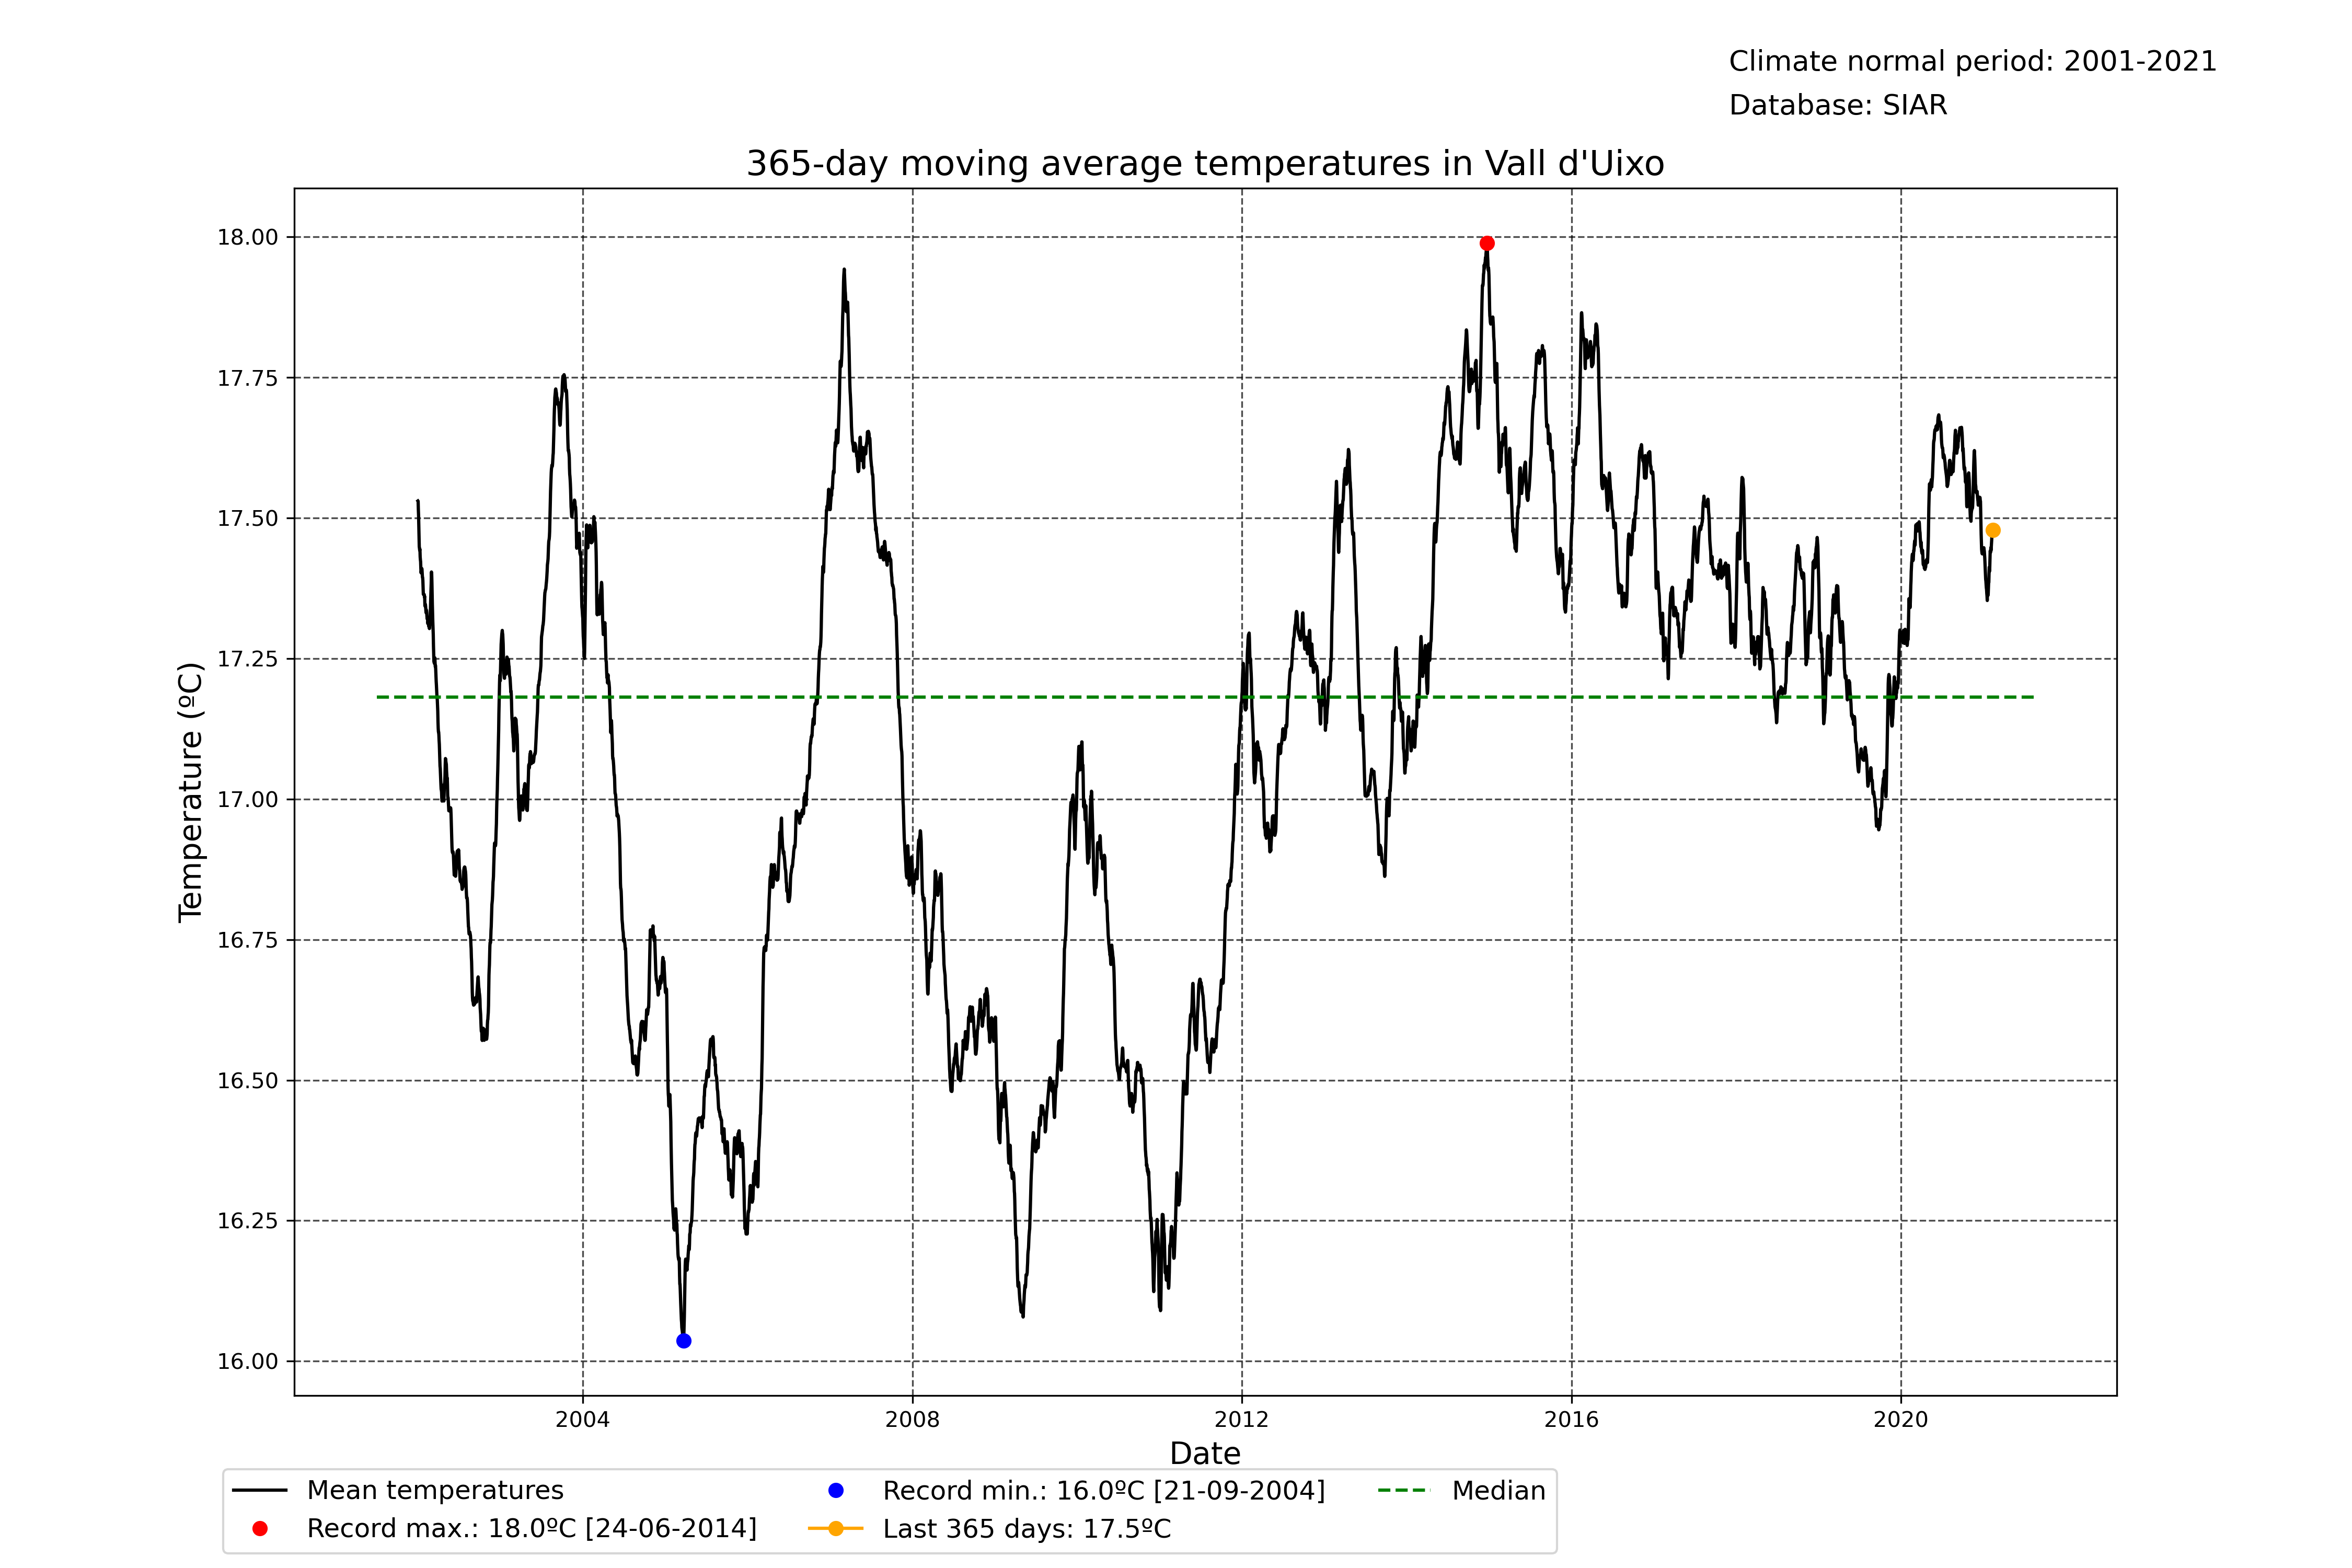 Climate normal period: 2001-2021
Database: SIAR
365-day moving average temperatures in Vall d'Uixo
18.00
17.75
17.50
17.25
17.00
16.75
16.50
16.25
16.00
Temperature (ºC)
2004 2008 2012 2016 2020
Date
Mean temperatures
Record max.: 18.0ºC [24-06-2014]
Record min.: 16.0ºC [21-09-2004]
Last 365 days: 17.5ºC
Median